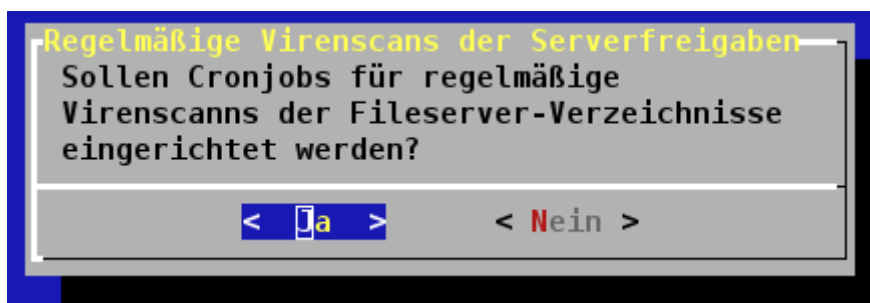 Regelmäßige Virenscans der Serverfreigaben
Sollen Cronjobs für regelmäßige
Virenscanns der Fileserver-Verzeichnisse
eingerichtet werden?
< Ja > < Nein >